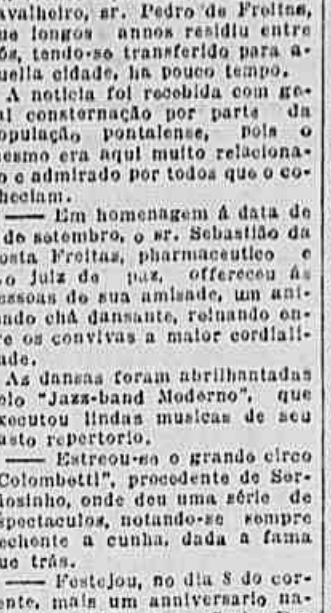 avalheiro, sr. Pedro de Freitas,
ue longos annos residiu entre
ós, tendo-se transferido para a-
uella cidade, ha pouco tempo.
A noticia foi recebida com ge-
al consternação por parte da
opulação pontalense, pois o
esmo era aqui muito relaciona-
o e admirado por todos que o co-
heciam.
—— Em homenagem á data de
de setembro, o sr. Sebastião da
osta Freitas, pharmaceutico e
o juiz de paz, offereceu ás
essoas de sua amisade, um ani-
ado chá dansante, reinando en-
re os convivas a maior cordiali-
ade.
As dansas foram abrilhantadas
elo "Jazz-band Moderno", que
xecutou lindas musicas de seu
asto repertorio.
—— Estreou-se o grande circo
Colombetti", procedente de Ser-
osinho, onde deu uma série de
spectaculos, notando-se sempre
echente a cunha, dada a fama
ue trás.
—— Festejou, no dia 8 do cor-
ente, mais um anniversario na-